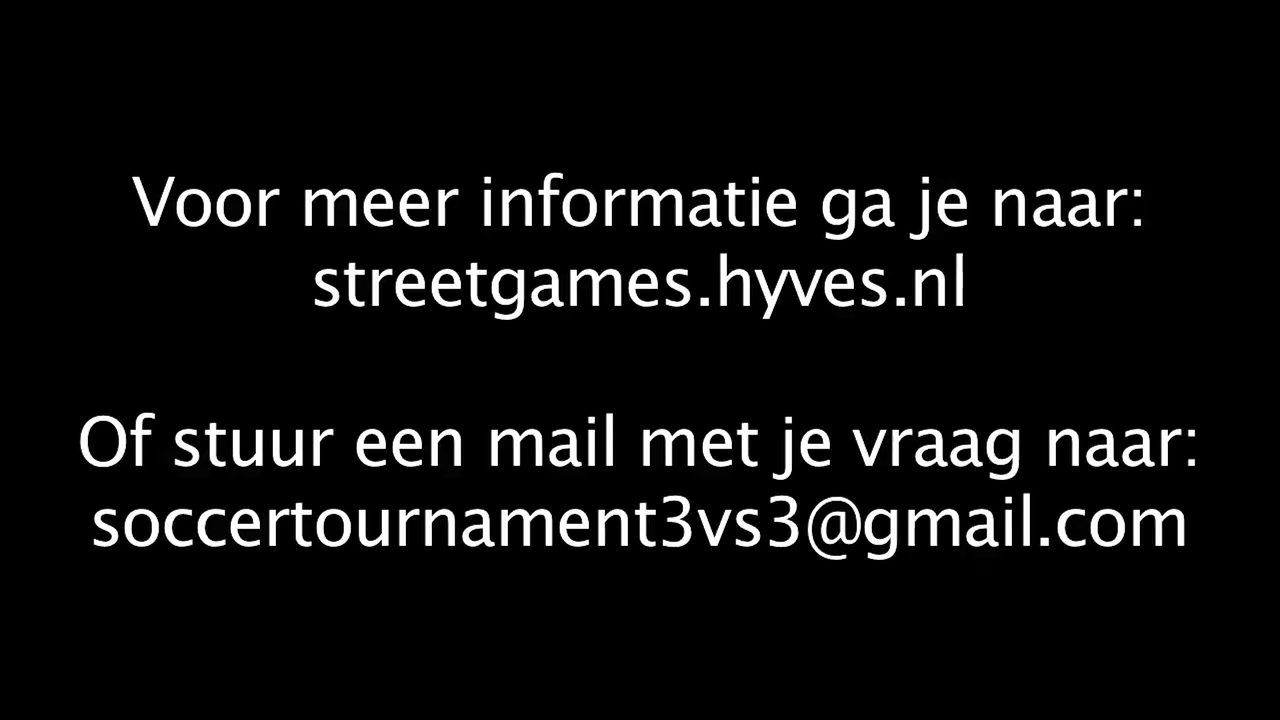 Voor meer informatie ga je naar:
streetgames.hyves.nl
Of stuur een mail met je vraag naar:
soccertournament3vs3@gmail.com